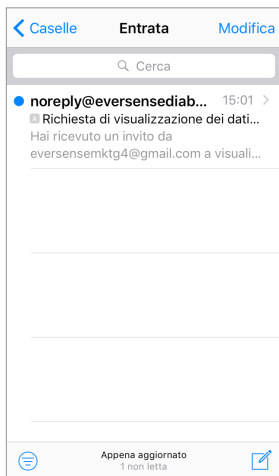 Caselle Entrata Modifica
Cerca
noreply@eversensediab... 15:01
A Richiesta di visualizzazione dei dati...
Hai ricevuto un invito da
eversensemktg4@gmail.com a visuali...
Appena aggiornato
1 non letta